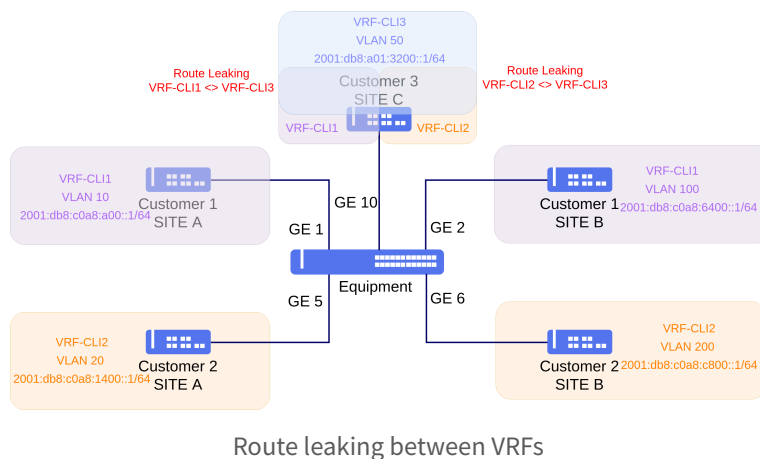 VRF-CLI3
VLAN 50
2001:db8:a01:3200::1/64
Route Leaking
VRF-CLI1 <> VRF-CLI3
Route Leaking
VRF-CLI2 <> VRF-CLI3
Customer 3
SITE C
VRF-CLI1
VRF-CLI2
VRF-CLI1
VLAN 10
2001:db8:c0a8:a00::1/64
Customer 1
SITE A
VRF-CLI1
VLAN 100
2001:db8:c0a8:6400::1/64
Customer 1
SITE B
GE 10
GE 1
GE 2
Equipment
GE 5
GE 6
VRF-CLI2
VLAN 20
2001:db8:c0a8:1400::1/64
Customer 2
SITE A
VRF-CLI2
VLAN 200
2001:db8:c0a8:c800::1/64
Customer 2
SITE B
Route leaking between VRFs